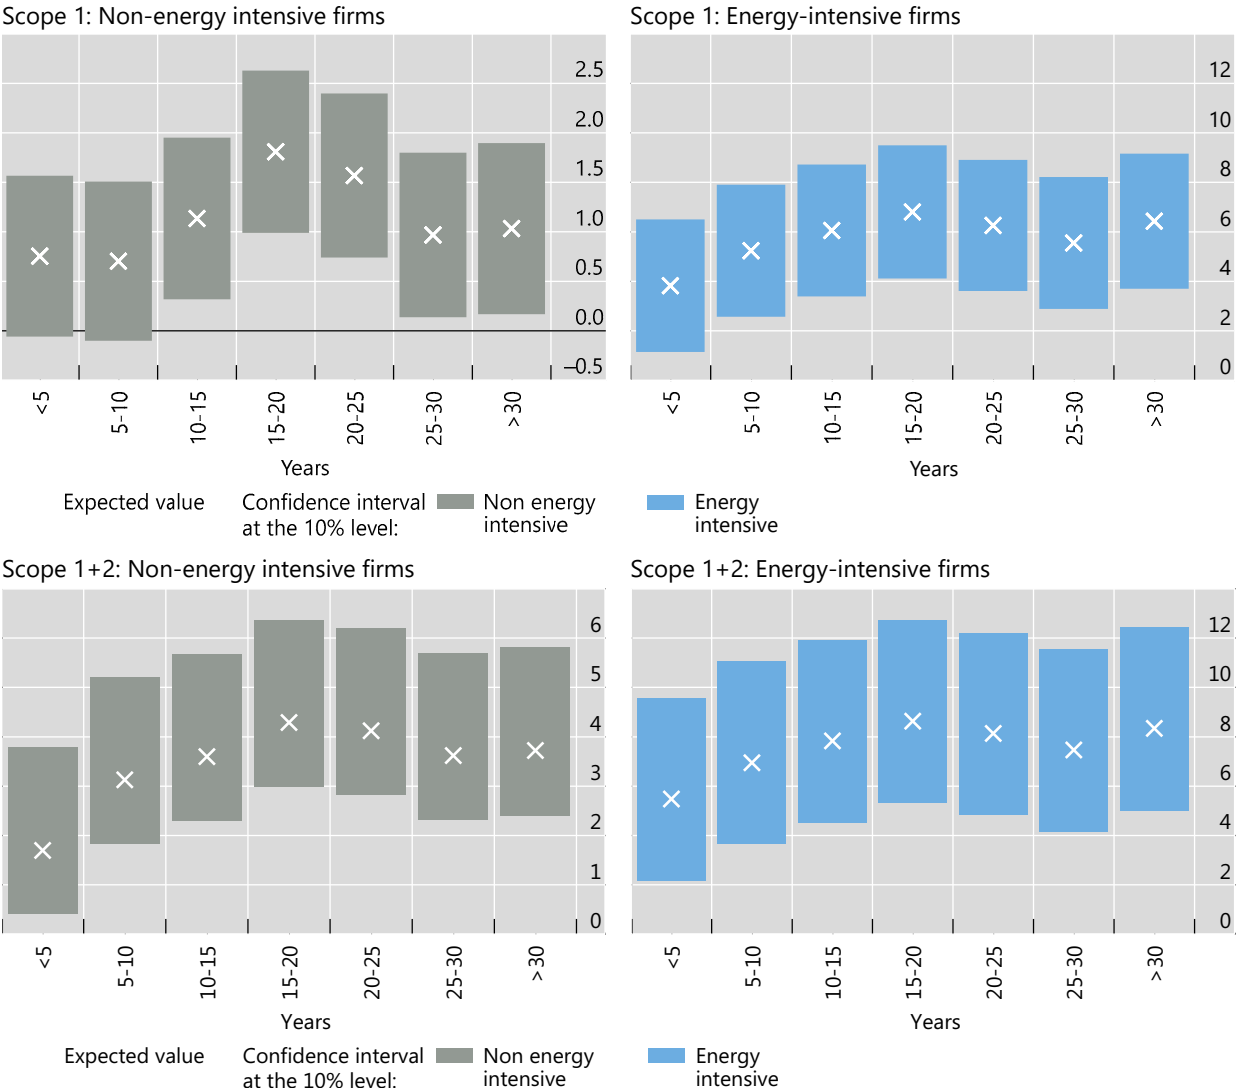 Scope 1: Non-energy intensive firms
2.5
2.0
1.5
1.0
0.5
0.0
–0.5
<5
5-10
10-15
15-20
20-25
25-30
>30
Years
Expected value
Confidence interval
at the 10% level:
Non energy
intensive
Scope 1: Energy-intensive firms
12
10
8
6
4
2
0
<5
5-10
10-15
15-20
20-25
25-30
>30
Years
Energy
intensive
Scope 1+2: Non-energy intensive firms
6
5
4
3
2
1
0
<5
5-10
10-15
15-20
20-25
25-30
>30
Years
Expected value
Confidence interval
at the 10% level:
Non energy
intensive
Scope 1+2: Energy-intensive firms
12
10
8
6
4
2
0
<5
5-10
10-15
15-20
20-25
25-30
>30
Years
Energy
intensive